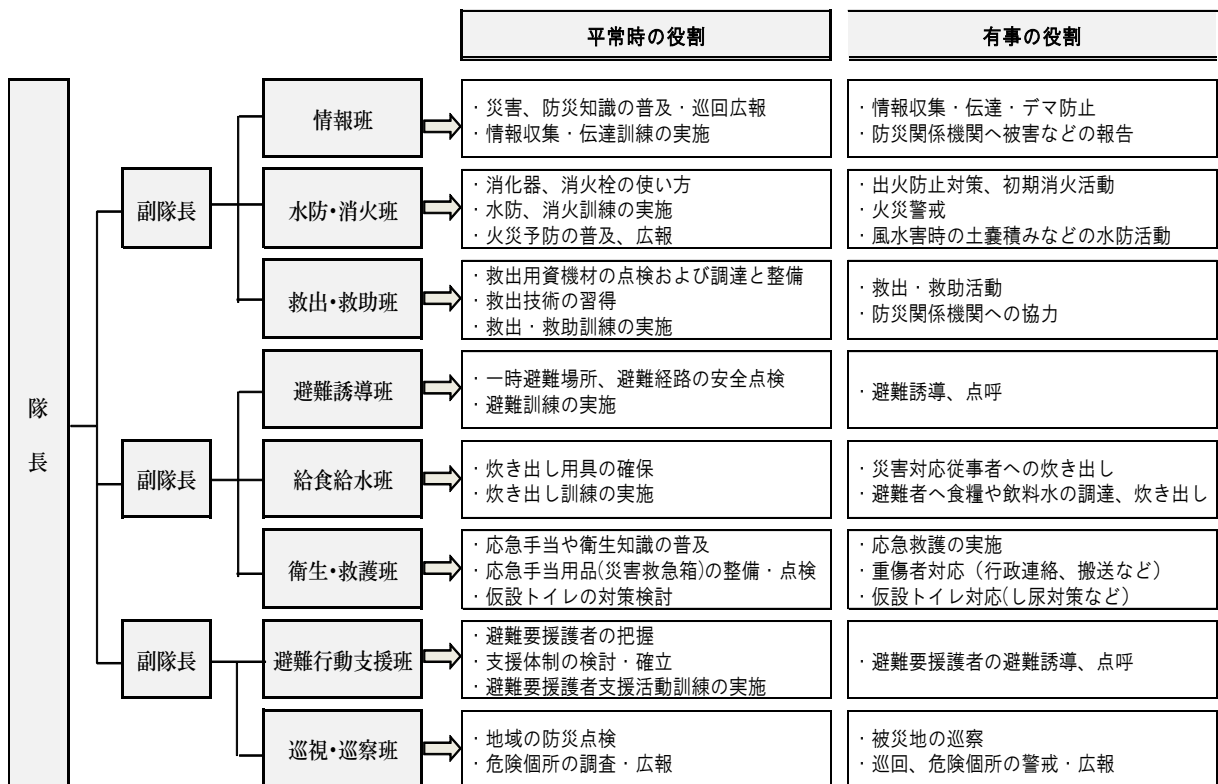 平常時の役割
有事の役割
隊長
副隊長
情報班
・災害、防災知識の普及・巡回広報
・情報収集・伝達訓練の実施
・情報収集・伝達・デマ防止
・防災関係機関へ被害などの報告
水防・消火班
・消化器、消火栓の使い方
・水防、消火訓練の実施
・火災予防の普及、広報
・出火防止対策、初期消火活動
・火災警戒
・風水害時の土嚢積みなどの水防活動
救出・救助班
・救出用資機材の点検および調達と整備
・救出技術の習得
・救出・救助訓練の実施
・救出・救助活動
・防災関係機関への協力
副隊長
避難誘導班
・一時避難場所、避難経路の安全点検
・避難訓練の実施
・避難誘導、点呼
給食給水班
・炊き出し用具の確保
・炊き出し訓練の実施
・災害対応従事者への炊き出し
・避難者へ食糧や飲料水の調達、炊き出し
衛生・救護班
・応急手当や衛生知識の普及
・応急手当用品(災害救急箱)の整備・点検
・仮設トイレの対策検討
・応急救護の実施
・重傷者対応（行政連絡、搬送など）
・仮設トイレ対応(し尿対策など)
副隊長
避難行動支援班
・避難要援護者の把握
・支援体制の検討・確立
・避難要援護者支援活動訓練の実施
・避難要援護者の避難誘導、点呼
巡視・巡察班
・地域の防災点検
・危険個所の調査・広報
・被災地の巡察
・巡回、危険個所の警戒・広報